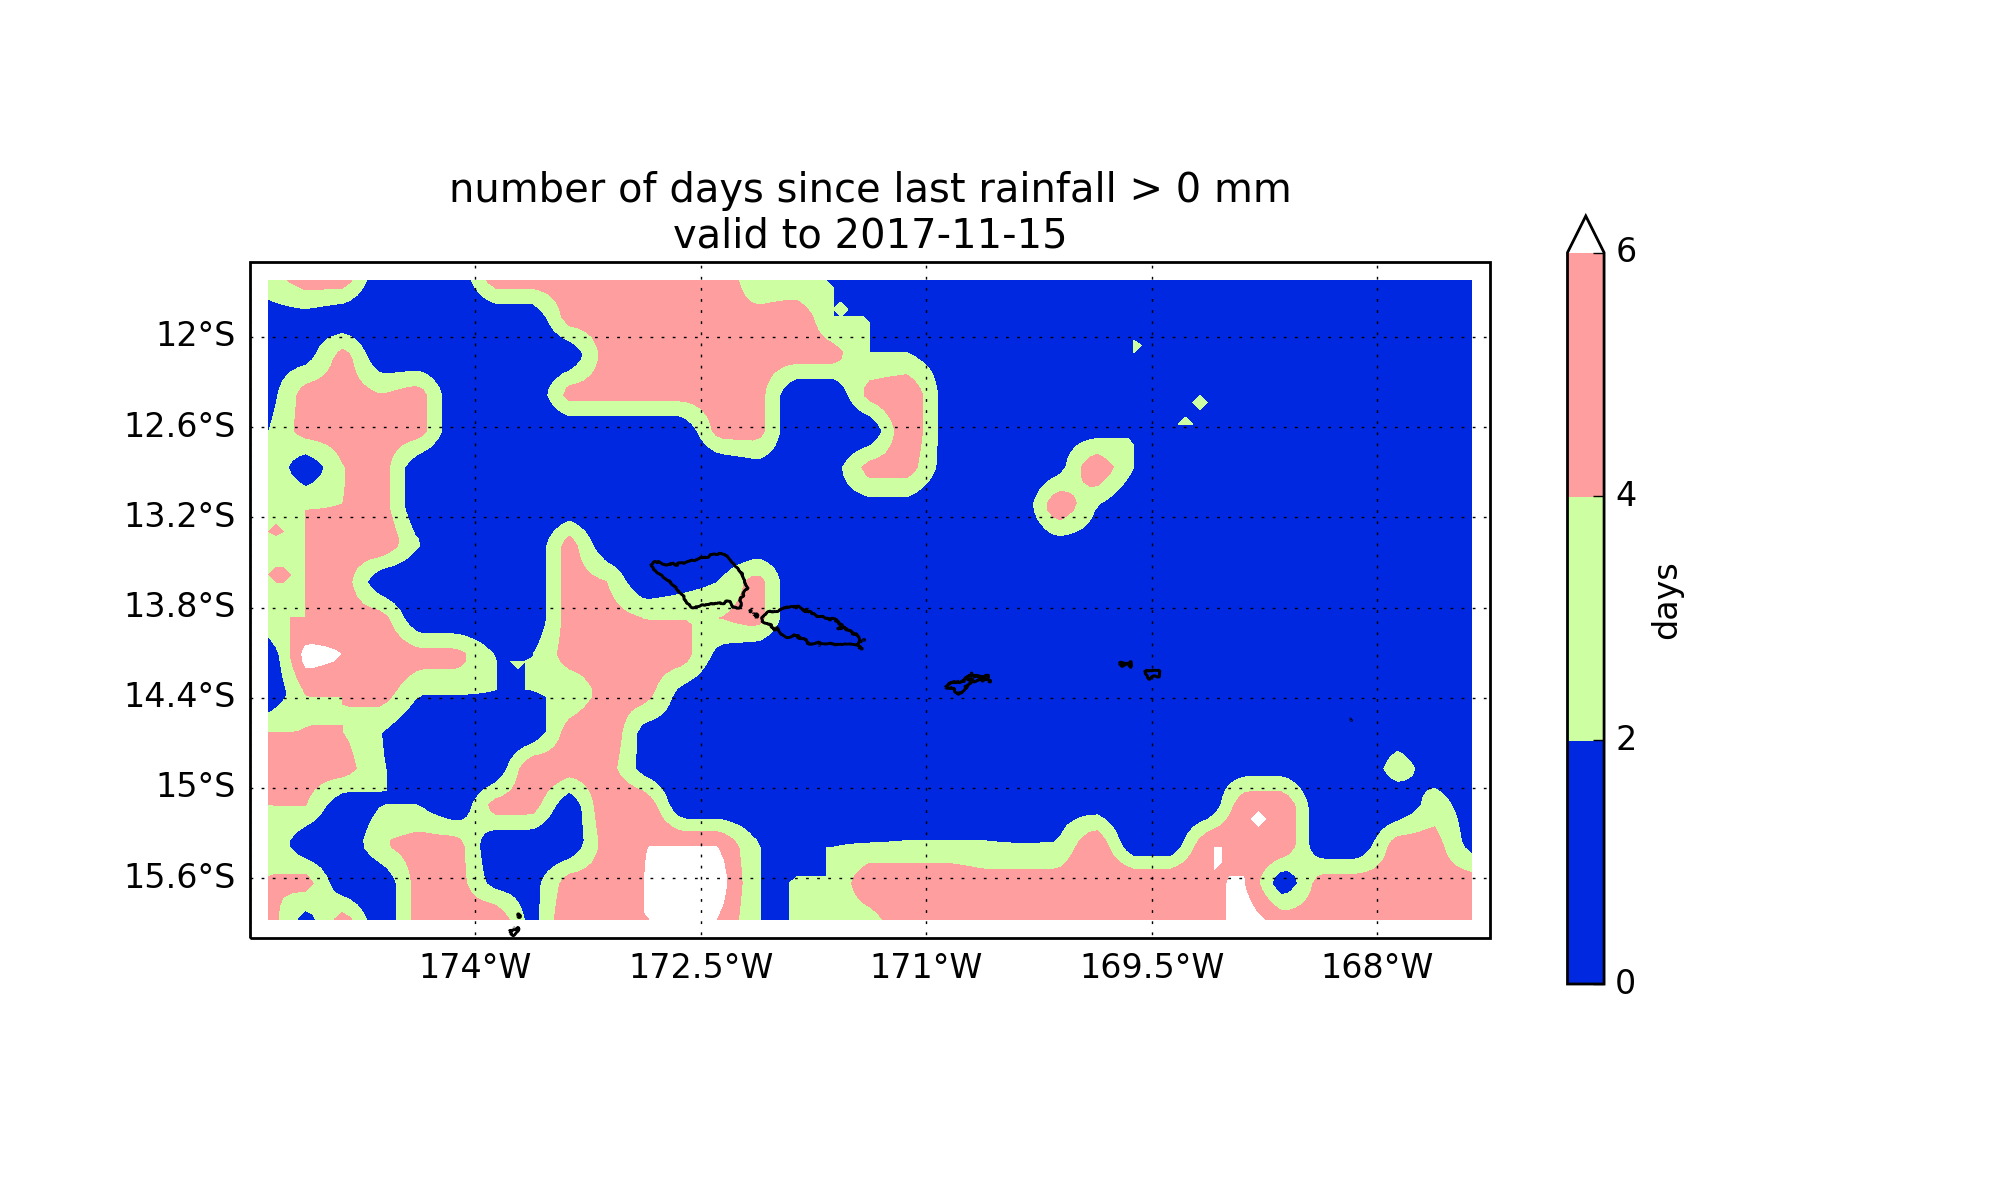 number of days since last rainfall > 0 mm
valid to 2017-11-15
12°S
12.6°S
13.2°S
13.8°S
14.4°S
15°S
15.6°S
174°W
172.5°W
171°W
169.5°W
168°W
6
4
2
0
days